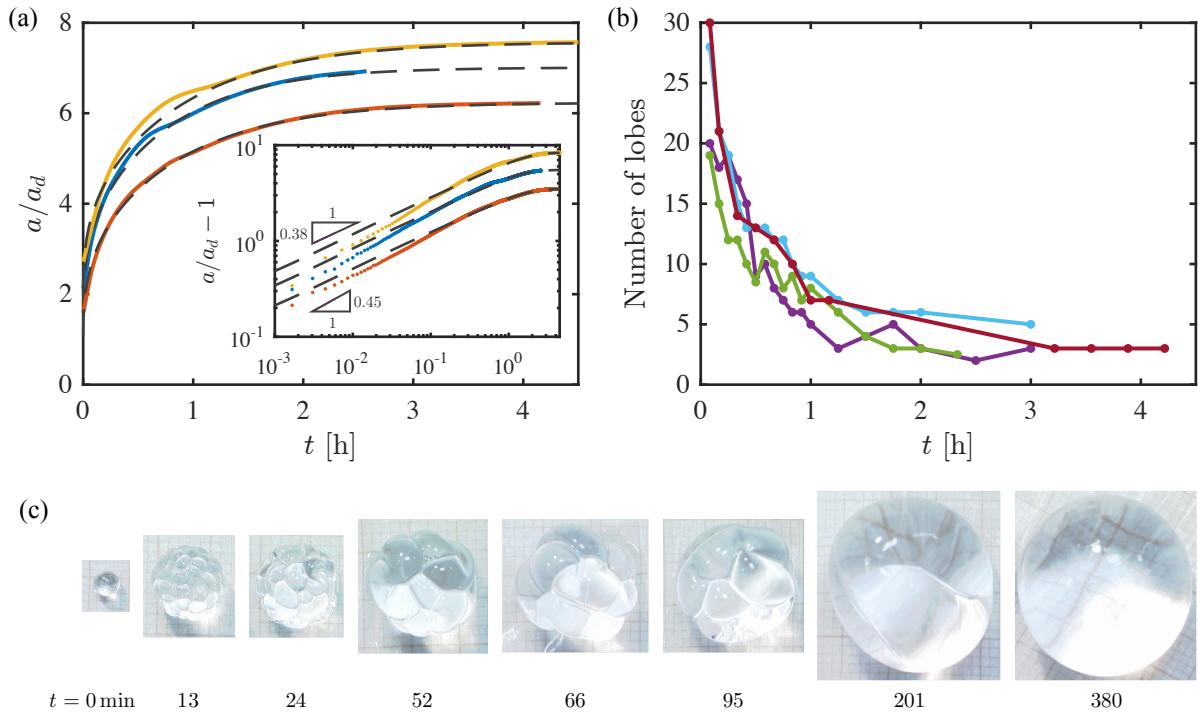 (a)
8
6
4
2
0
a/a_d
0 1 2 3 4
t [h]
10^1
10^0
10^-1
a/a_d − 1
10^-3 10^-2 10^-1 10^0
1
0.38
0.45
1
(b)
30
25
20
15
10
5
0
Number of lobes
0 1 2 3 4
t [h]
(c)
t = 0 min 13 24 52 66 95 201 380